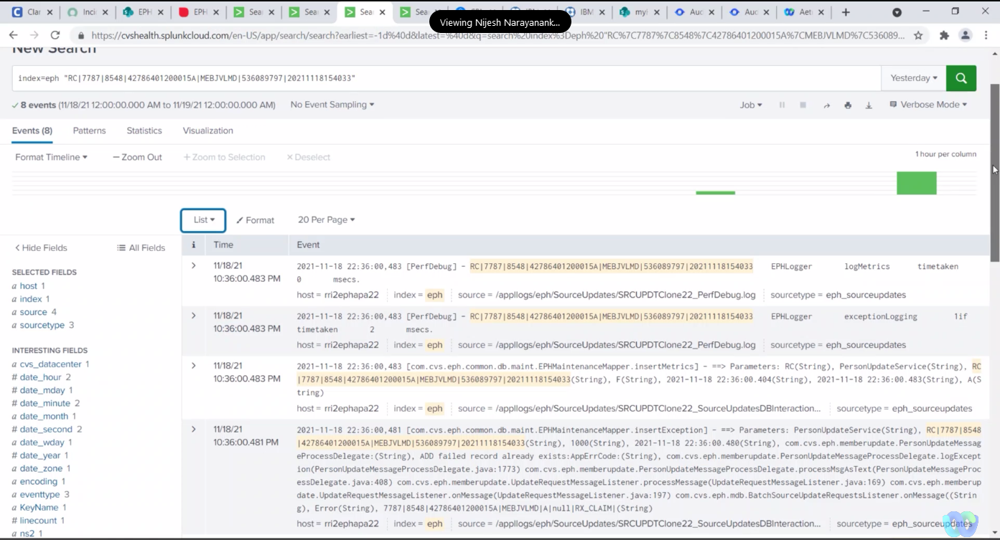 Clar
Inci
EPH
EPH
Sear
Sear
Sear
Sear
IBM
myl
Aud
Aud
Aet
Viewing Nijesh Narayanank...
https://cvshealth.splunkcloud.com/en-US/app/search/search?earliest=-1d%40d&latest=%40d&q=search%20index%3Deph%20"RC%7C7787%7C8548%7C42786401200015A%7CMEBJVLMD%7C536089...
New Search
index=eph "RC|7787|8548|42786401200015A|MEBJVLMD|536089797|20211118154033"
Yesterday
8 events (11/18/21 12:00:00.000 AM to 11/19/21 12:00:00.000 AM)
No Event Sampling
Job
Verbose Mode
Events (8)
Patterns
Statistics
Visualization
Format Timeline
— Zoom Out
+ Zoom to Selection
× Deselect
1 hour per column
List
Format
20 Per Page
< Hide Fields
All Fields
i
Time
Event
SELECTED FIELDS
a host 1
a index 1
a source 4
a sourcetype 3
INTERESTING FIELDS
a cvs_datacenter 1
# date_hour 2
# date_mday 1
# date_minute 2
a date_month 1
# date_second 2
a date_wday 1
# date_year 1
a date_zone 1
a encoding 1
a eventtype 3
a KeyName 1
# linecount 1
a ns2 1
11/18/21
10:36:00.483 PM
2021-11-18 22:36:00,483 [PerfDebug] - RC|7787|8548|42786401200015A|MEBJVLMD|536089797|20211118154033 EPHLogger logMetrics timetaken
0 msecs.
host = rri2ephapa22 index = eph source = /appllogs/eph/SourceUpdates/SRCUPDTClone22_PerfDebug.log sourcetype = eph_sourceupdates
11/18/21
10:36:00.483 PM
2021-11-18 22:36:00,483 [PerfDebug] - RC|7787|8548|42786401200015A|MEBJVLMD|536089797|20211118154033 EPHLogger exceptionLogging 1if
timetaken 2 msecs.
host = rri2ephapa22 index = eph source = /appllogs/eph/SourceUpdates/SRCUPDTClone22_PerfDebug.log sourcetype = eph_sourceupdates
11/18/21
10:36:00.483 PM
2021-11-18 22:36:00,483 [com.cvs.eph.common.db.maint.EPHMaintenanceMapper.insertMetrics] - ==> Parameters: RC(String), PersonUpdateService(String), RC
|7787|8548|42786401200015A|MEBJVLMD|536089797|20211118154033(String), F(String), 2021-11-18 22:36:00.404(String), 2021-11-18 22:36:00.483(String), A(S
tring)
host = rri2ephapa22 index = eph source = /appllogs/eph/SourceUpdates/SRCUPDTClone22_SourceUpdatesDBInteraction... sourcetype = eph_sourceupdates
11/18/21
10:36:00.481 PM
2021-11-18 22:36:00,481 [com.cvs.eph.common.db.maint.EPHMaintenanceMapper.insertException] - ==> Parameters: PersonUpdateService(String), RC|7787|8548
|42786401200015A|MEBJVLMD|536089797|20211118154033(String), 1000(String), 2021-11-18 22:36:00.480(String), com.cvs.eph.memberupdate.PersonUpdateMessag
eProcessDelegate:(String), ADD failed record already exists:AppErrCode:(String), com.cvs.eph.memberupdate.PersonUpdateMessageProcessDelegate.logExcept
ion(PersonUpdateMessageProcessDelegate.java:1773) com.cvs.eph.memberupdate.PersonUpdateMessageProcessDelegate.processMsgAsText(PersonUpdateMessageProc
essDelegate.java:408) com.cvs.eph.memberupdate.UpdateRequestMessageListener.processMessage(UpdateRequestMessageListener.java:169) com.cvs.eph.memberup
date.UpdateRequestMessageListener.onMessage(UpdateRequestMessageListener.java:197) com.cvs.eph.mdb.BatchSourceUpdateRequestsListener.onMessage((Strin
g), Error(String), 7787|8548|42786401200015A|MEBJVLMD|A|null|RX_CLAIM|(String)
host = rri2ephapa22 index = eph source = /appllogs/eph/SourceUpdates/SRCUPDTClone22_SourceUpdatesDBInteraction... sourcetype = eph_sourceupdates